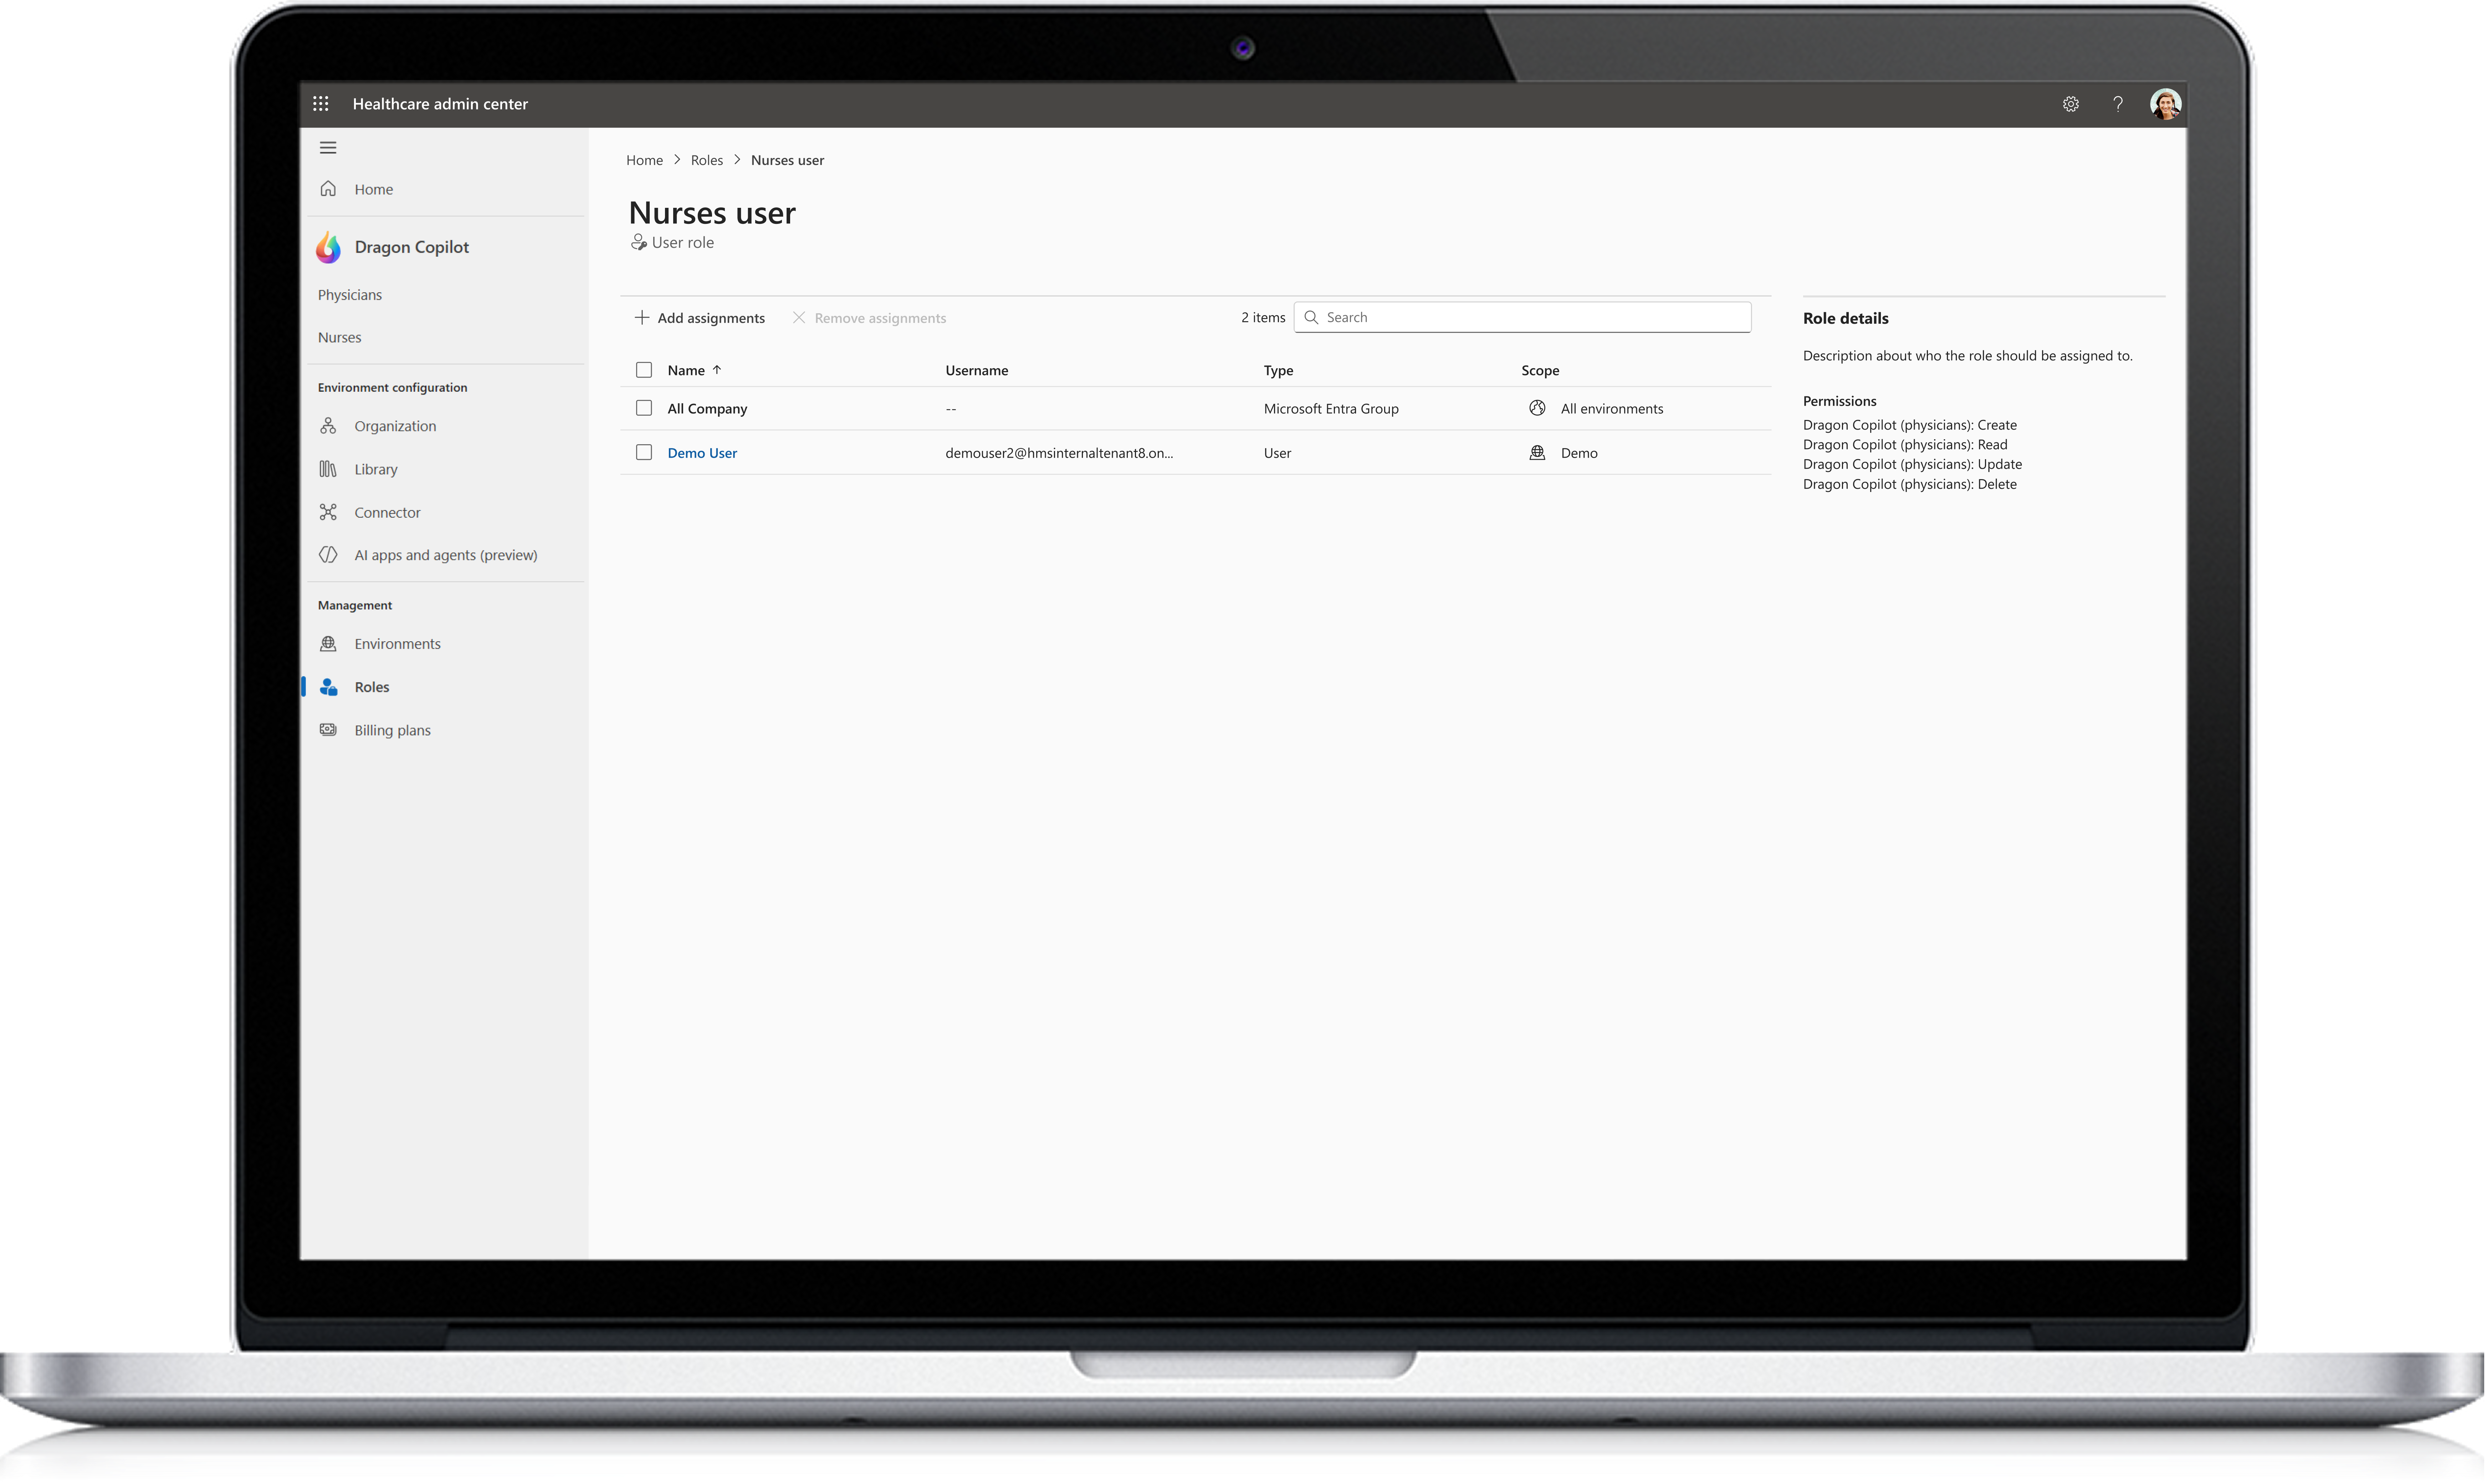 Healthcare admin center
?
Home
Dragon Copilot
Physicians
Nurses
Environment configuration
Organization
Library
Connector
AI apps and agents (preview)
Management
Environments
Roles
Billing plans
Home > Roles > Nurses user
Nurses user
User role
Add assignments Remove assignments 2 items Search
Name ↑ Username Type Scope
All Company -- Microsoft Entra Group All environments
Demo User demouser2@hmsinternaltenant8.on... User Demo
Role details
Description about who the role should be assigned to.
Permissions
Dragon Copilot (physicians): Create
Dragon Copilot (physicians): Read
Dragon Copilot (physicians): Update
Dragon Copilot (physicians): Delete